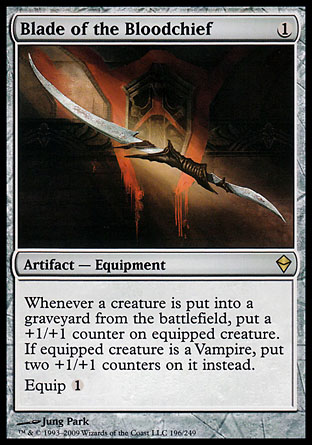 Blade of the Bloodchief 1
Artifact — Equipment
Whenever a creature is put into a
graveyard from the battlefield, put a
+1/+1 counter on equipped creature.
If equipped creature is a Vampire, put
two +1/+1 counters on it instead.
Equip 1
Jung Park
™ & © 1993–2009 Wizards of the Coast LLC 196/249